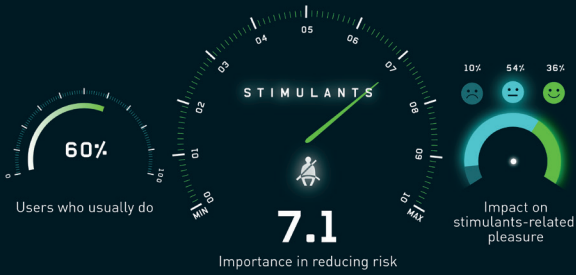 10% 54% 36%
05
04 06
03 07
STIMULANTS
02 08
60%
01 09
0 100
00 10
MIN MAX
Users who usually do
7.1
Importance in reducing risk
Impact on
stimulants-related
pleasure